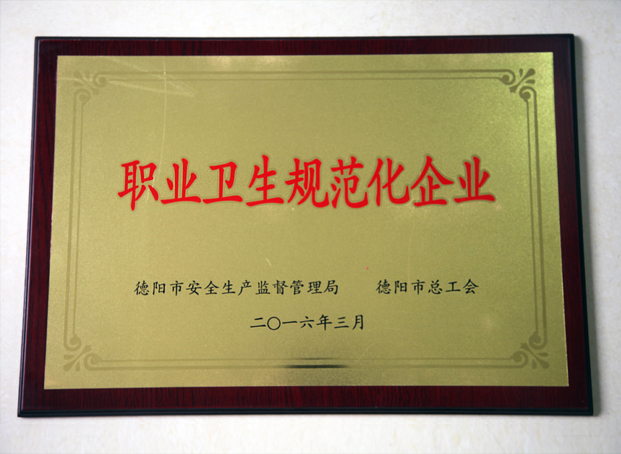 职业卫生规范化企业
德阳市安全生产监督管理局 德阳市总工会
二〇一六年三月